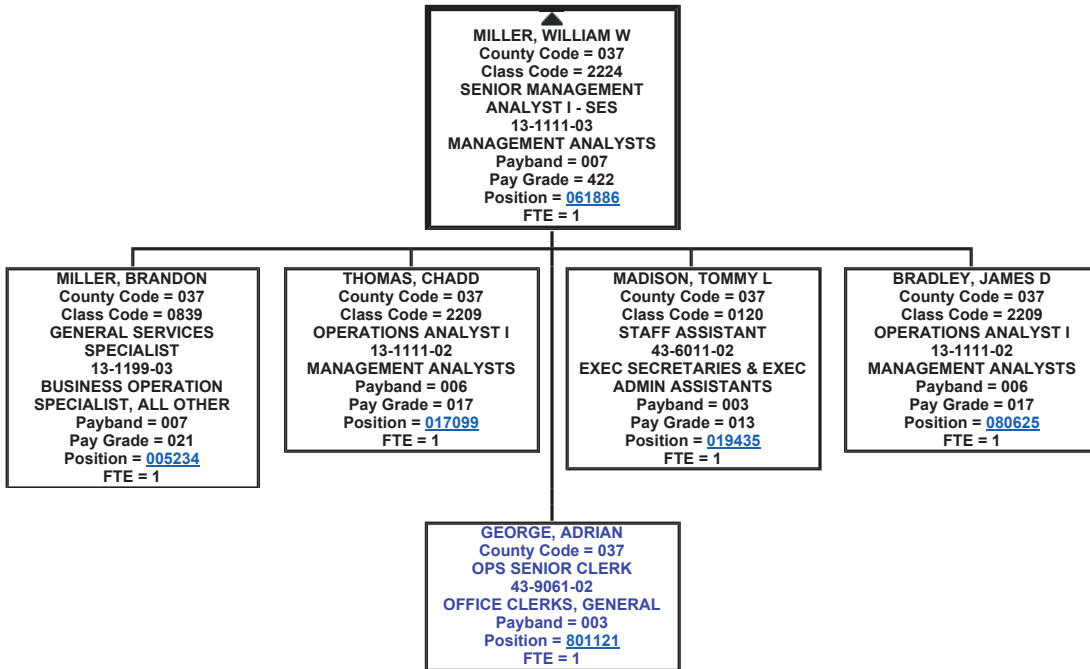 MILLER, WILLIAM W
County Code = 037
Class Code = 2224
SENIOR MANAGEMENT
ANALYST I - SES
13-1111-03
MANAGEMENT ANALYSTS
Payband = 007
Pay Grade = 422
Position = 061886
FTE = 1
MILLER, BRANDON
County Code = 037
Class Code = 0839
GENERAL SERVICES
SPECIALIST
13-1199-03
BUSINESS OPERATION
SPECIALIST, ALL OTHER
Payband = 007
Pay Grade = 021
Position = 005234
FTE = 1
THOMAS, CHADD
County Code = 037
Class Code = 2209
OPERATIONS ANALYST I
13-1111-02
MANAGEMENT ANALYSTS
Payband = 006
Pay Grade = 017
Position = 017099
FTE = 1
MADISON, TOMMY L
County Code = 037
Class Code = 0120
STAFF ASSISTANT
43-6011-02
EXEC SECRETARIES & EXEC
ADMIN ASSISTANTS
Payband = 003
Pay Grade = 013
Position = 019435
FTE = 1
BRADLEY, JAMES D
County Code = 037
Class Code = 2209
OPERATIONS ANALYST I
13-1111-02
MANAGEMENT ANALYSTS
Payband = 006
Pay Grade = 017
Position = 080625
FTE = 1
GEORGE, ADRIAN
County Code = 037
OPS SENIOR CLERK
43-9061-02
OFFICE CLERKS, GENERAL
Payband = 003
Position = 801121
FTE = 1